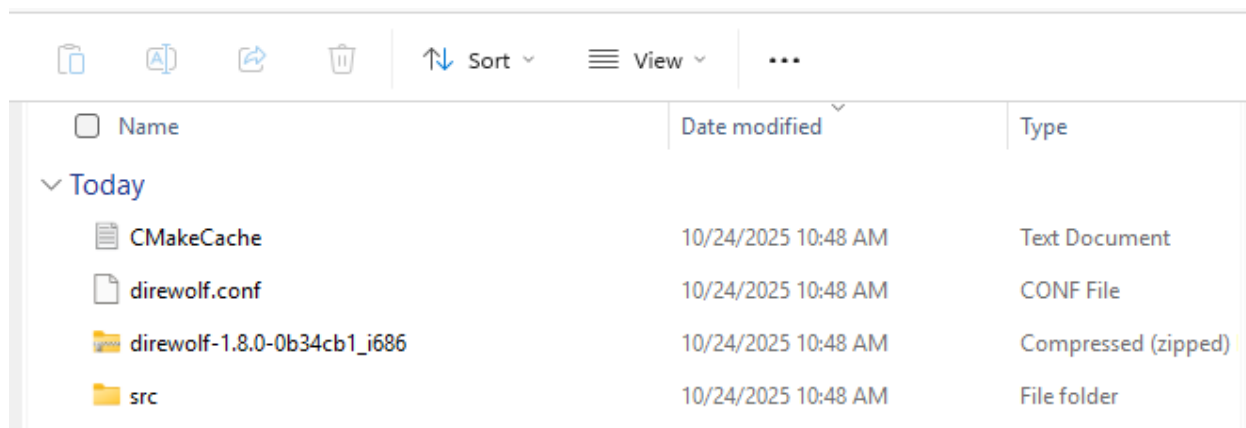 Sort View ...
Name Date modified Type
Today
CMakeCache 10/24/2025 10:48 AM Text Document
direwolf.conf 10/24/2025 10:48 AM CONF File
direwolf-1.8.0-0b34cb1_i686 10/24/2025 10:48 AM Compressed (zipped)
src 10/24/2025 10:48 AM File folder